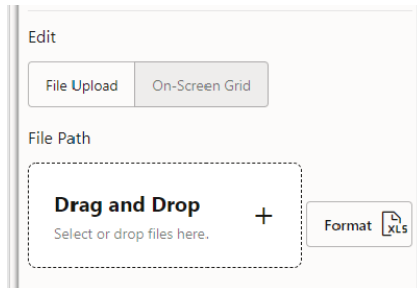 Edit
File Upload On-Screen Grid
File Path
Drag and Drop +
Select or drop files here.
Format XLS